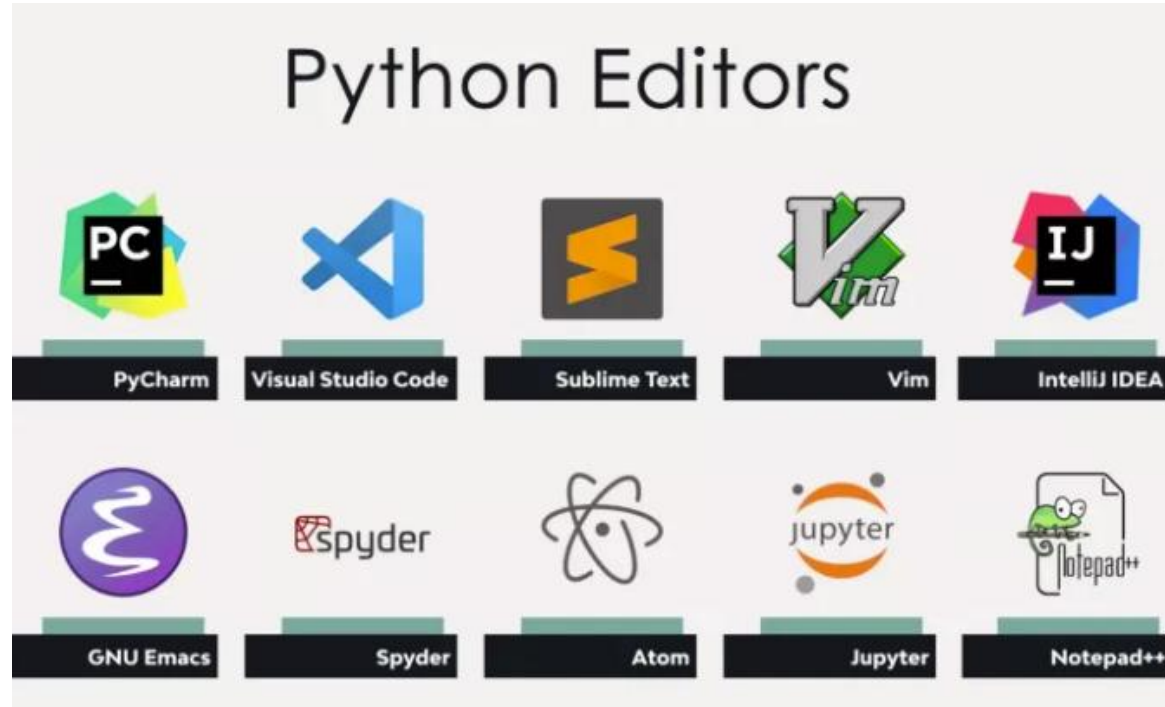 Python Editors
PC
Vim
IJ
PyCharm
Visual Studio Code
Sublime Text
Vim
IntelliJ IDEA
spyder
jupyter
Notepad++
GNU Emacs
Spyder
Atom
Jupyter
Notepad++